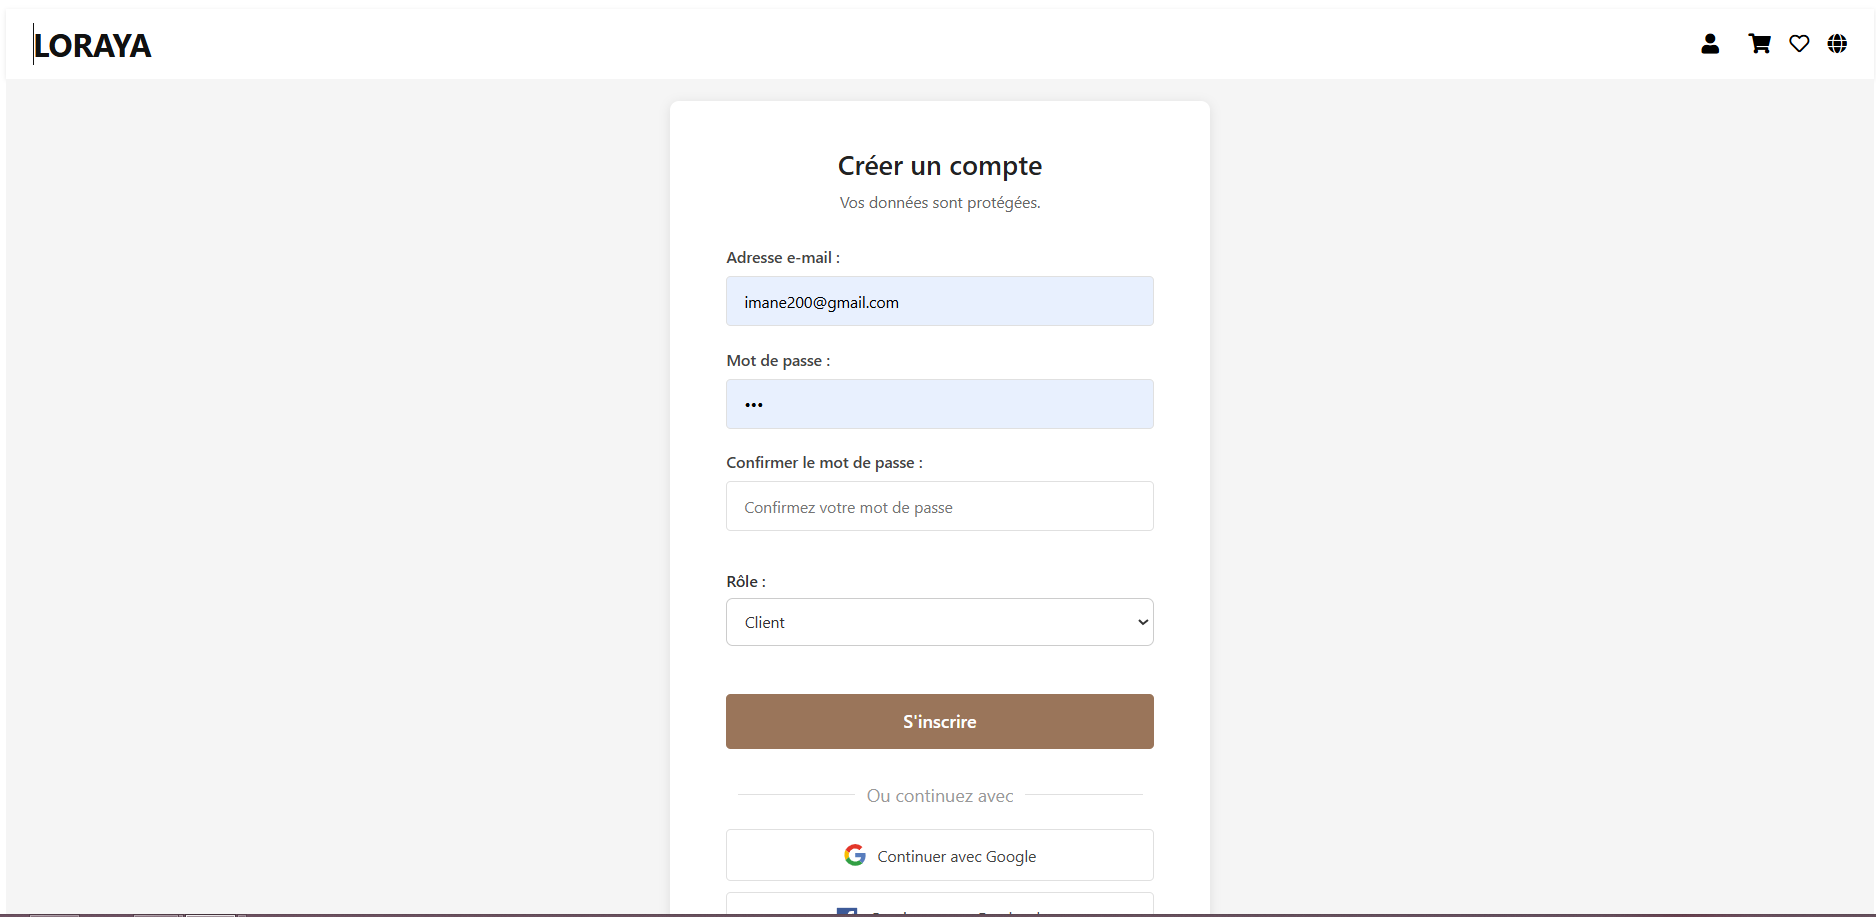 LORAYA
Créer un compte
Vos données sont protégées.
Adresse e-mail :
imane200@gmail.com
Mot de passe :
•••
Confirmer le mot de passe :
Confirmez votre mot de passe
Rôle :
Client
S'inscrire
Ou continuez avec
Continuer avec Google